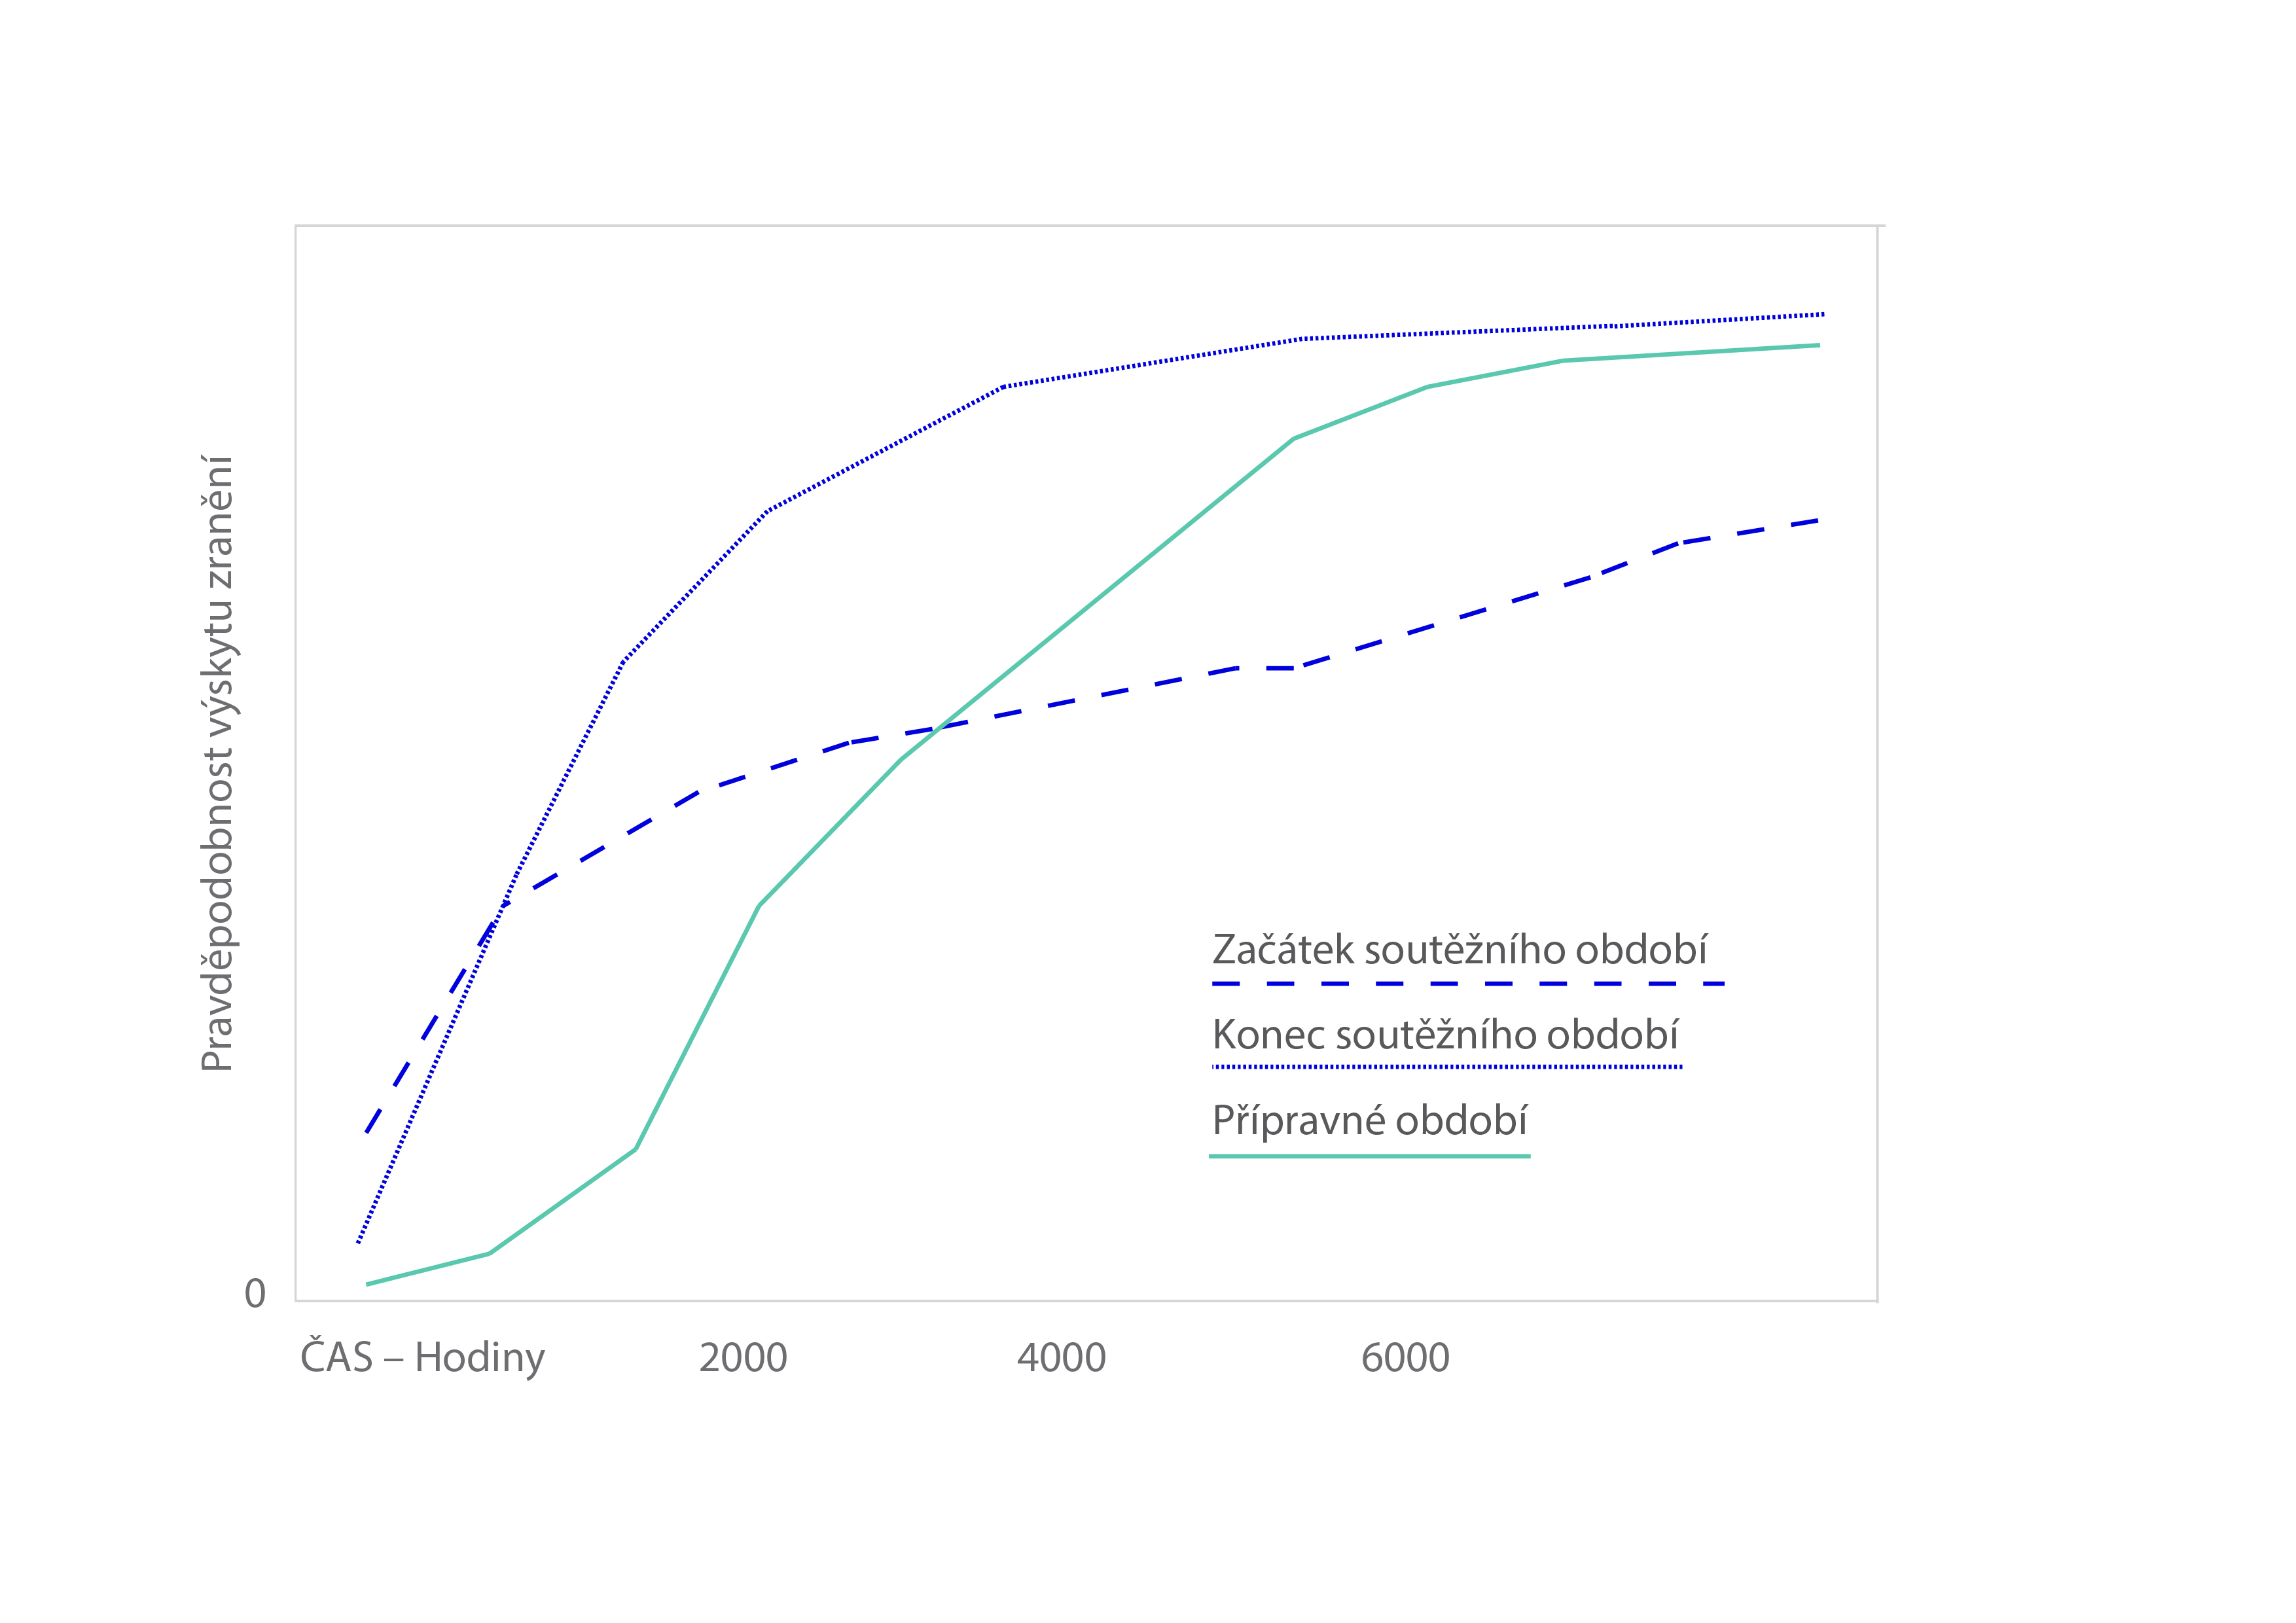 Pravděpodobnost výskytu zranění
Začátek soutěžního období
Konec soutěžního období
Přípravné období
0
ČAS – Hodiny 2000 4000 6000